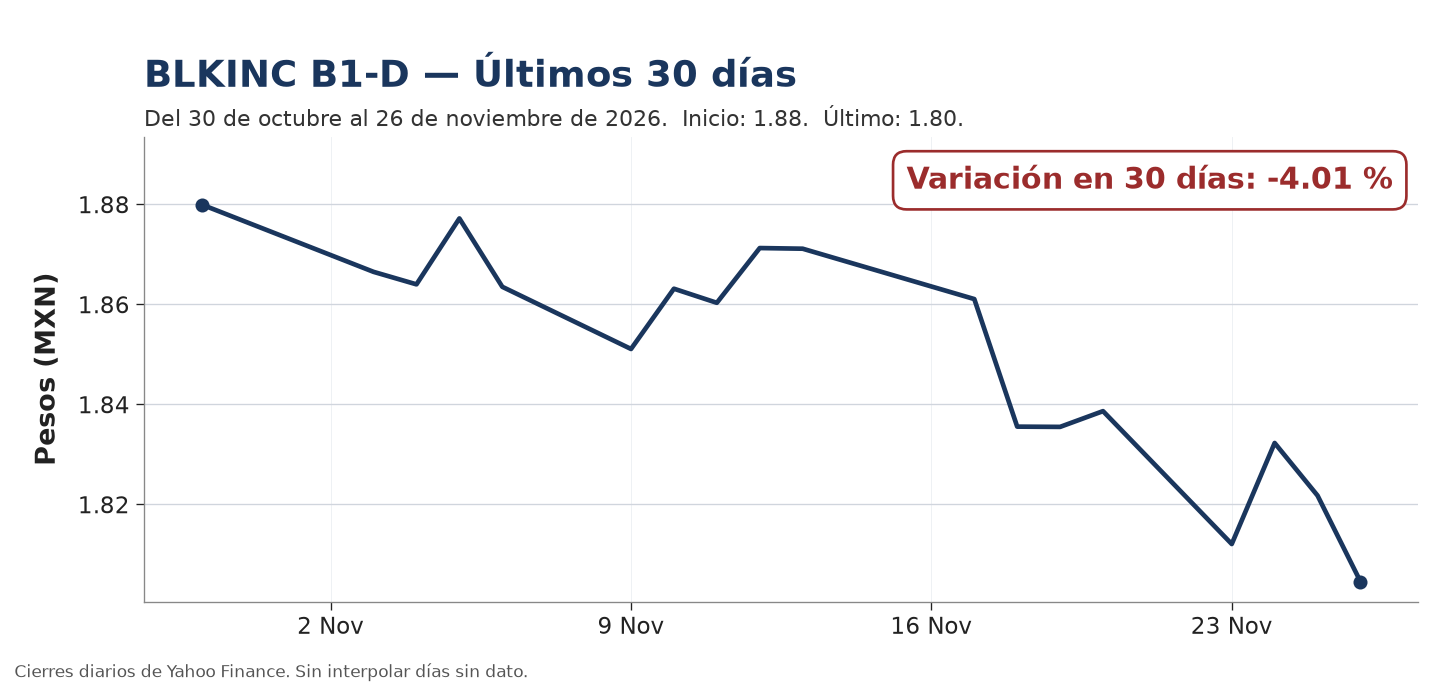 BLKINC B1-D — Últimos 30 días
Del 30 de octubre al 26 de noviembre de 2026.  Inicio: 1.88.  Último: 1.80.
Variación en 30 días: -4.01 %
Pesos (MXN)
1.88
1.86
1.84
1.82
2 Nov
9 Nov
16 Nov
23 Nov
Cierres diarios de Yahoo Finance. Sin interpolar días sin dato.